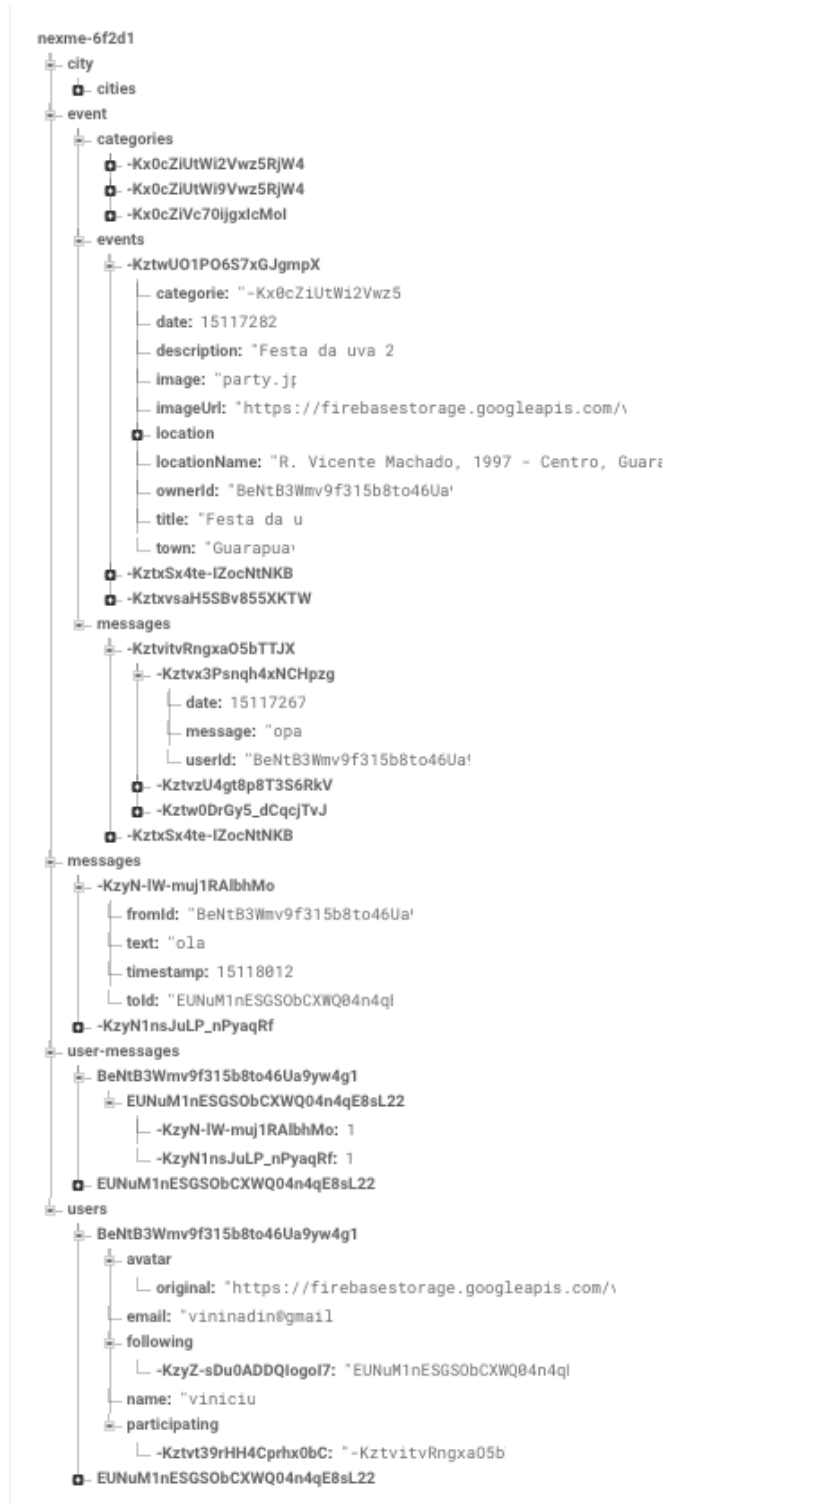 nexme-6f2d1
city
cities
event
categories
-Kx0cZiUtWi2Vwz5RjW4
-Kx0cZiUtWi9Vwz5RjW4
-Kx0cZiVc70ijgxlcMol
events
-KztwUO1PO6S7xGJgmpX
categorie: "-Kx0cZiUtWi2Vwz5
date: 15117282
description: "Festa da uva 2
image: "party.jp
imageUrl: "https://firebasestorage.googleapis.com/v
location
locationName: "R. Vicente Machado, 1997 - Centro, Guara
ownerId: "BeNtB3Wmv9f315b8to46Ua
title: "Festa da u
town: "Guarapua
-KztxSx4te-IZocNtNKB
-KztxvsaH5SBv855XKTW
messages
-KztvitvRngxaO5bTTJX
-Kztvx3Psnqh4xNCHpzg
date: 15117267
message: "opa
userId: "BeNtB3Wmv9f315b8to46Ua
-KztvzU4gt8p8T3S6RkV
-Kztw0DrGy5_dCqcjTvJ
-KztxSx4te-IZocNtNKB
messages
-KzyN-lW-muj1RAlbhMo
fromId: "BeNtB3Wmv9f315b8to46Ua
text: "ola
timestamp: 15118012
toId: "EUNuM1nESGSObCXWQ04n4q
-KzyN1nsJuLP_nPyaqRf
user-messages
BeNtB3Wmv9f315b8to46Ua9yw4g1
EUNuM1nESGSObCXWQ04n4qE8sL22
-KzyN-lW-muj1RAlbhMo: 1
-KzyN1nsJuLP_nPyaqRf: 1
EUNuM1nESGSObCXWQ04n4qE8sL22
users
BeNtB3Wmv9f315b8to46Ua9yw4g1
avatar
original: "https://firebasestorage.googleapis.com/v
email: "vininadin@gmail
following
-KzyZ-sDu0ADDQlogoI7: "EUNuM1nESGSObCXWQ04n4q
name: "viniciu
participating
-Kztvt39rHH4Cprhx0bC: "-KztvitvRngxaO5b
EUNuM1nESGSObCXWQ04n4qE8sL22